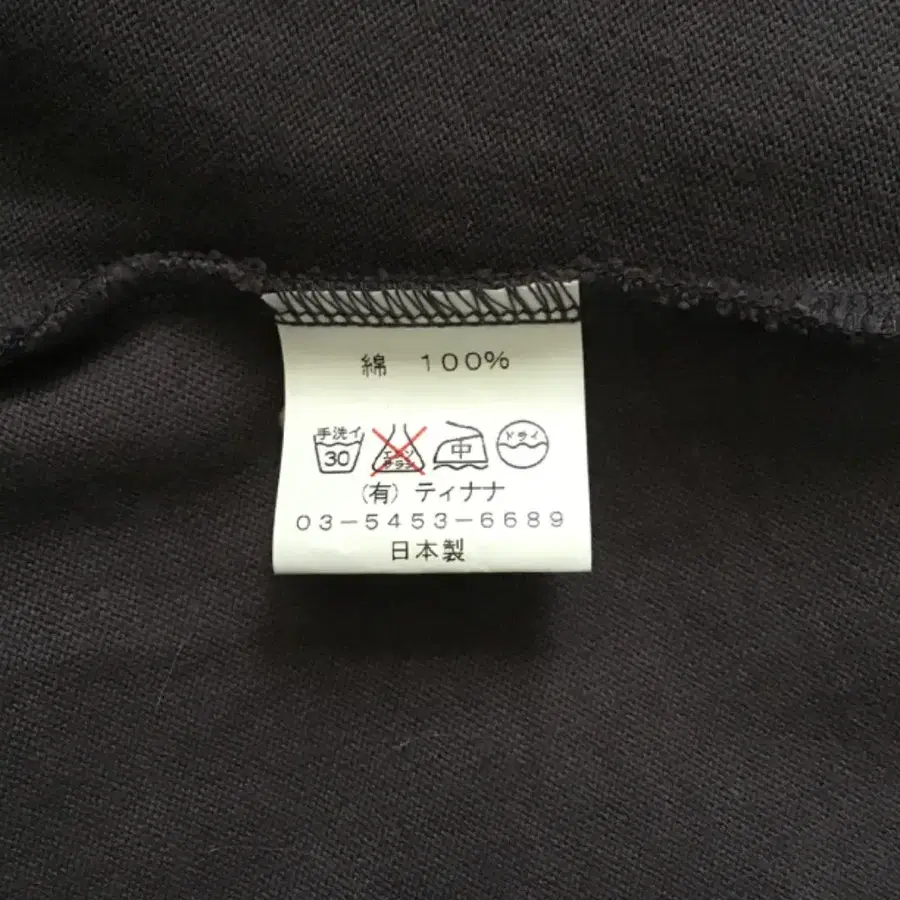 綿 100%
手洗イ
30
エンソ
サラシ
中
ドライ
(有) ティナナ
03-5453-6689
日本製